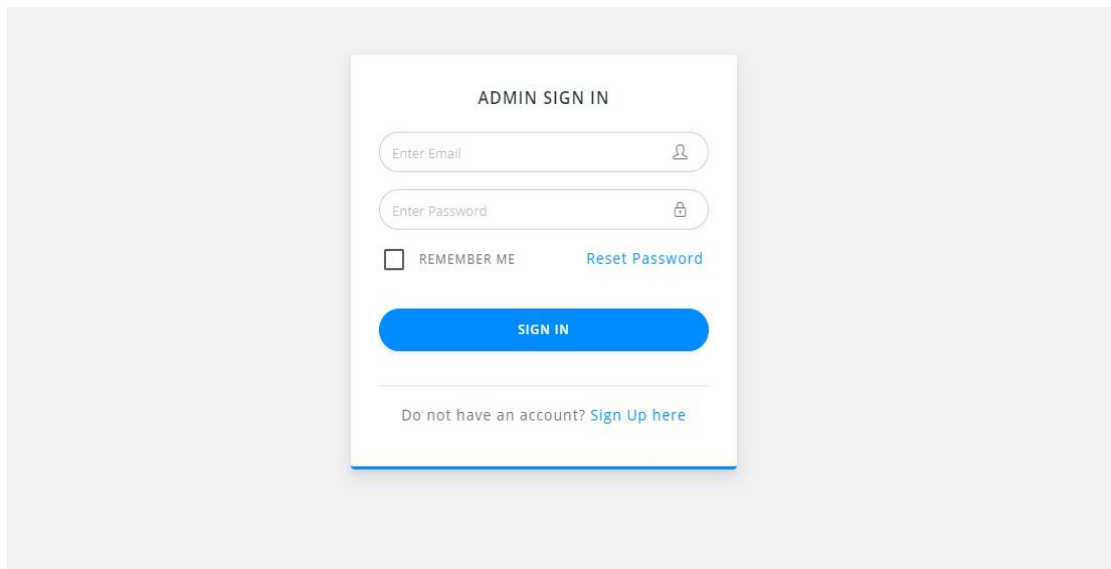 ADMIN SIGN IN
Enter Email
Enter Password
REMEMBER ME Reset Password
SIGN IN
Do not have an account? Sign Up here